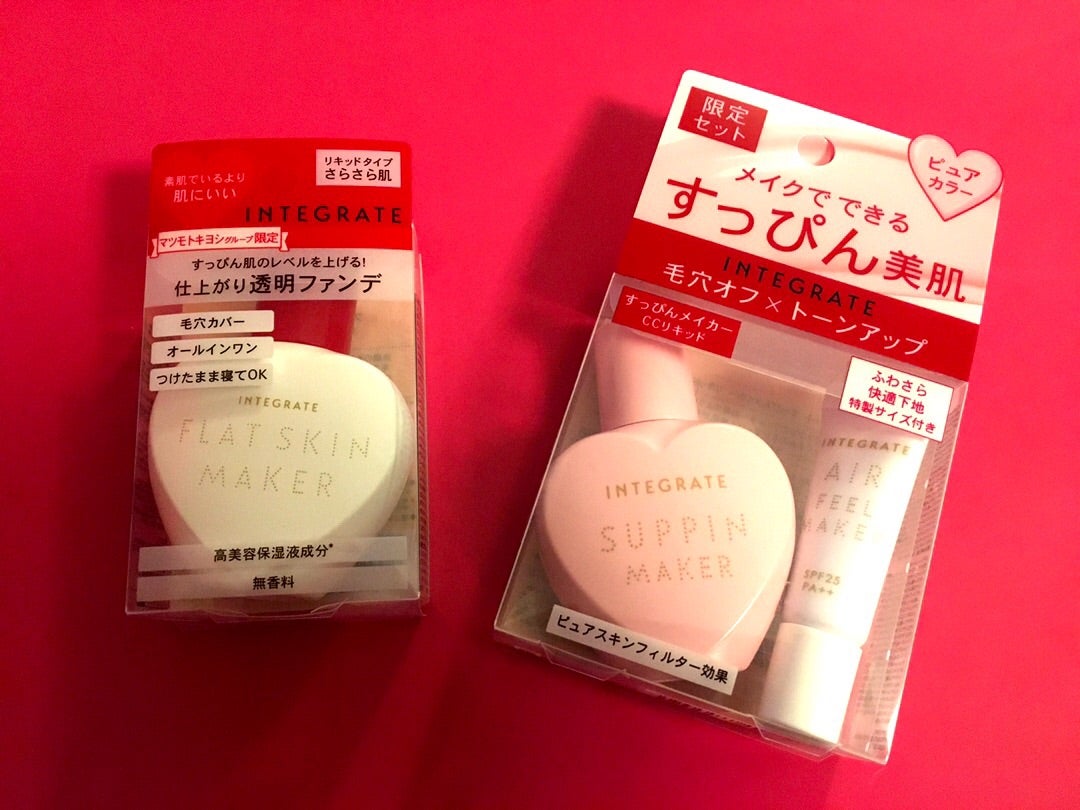 素肌でいるより
肌にいい
リキッドタイプ
さらさら肌
INTEGRATE
マツモトキヨシグループ限定
すっぴん肌のレベルを上げる!
仕上がり透明ファンデ
毛穴カバー
オールインワン
つけたまま寝てOK
INTEGRATE
FLAT SKIN
MAKER
高美容保湿液成分*
無香料
限定
セット
ピュア
カラー
メイクでできる
すっぴん美肌
INTEGRATE
毛穴オフ×トーンアップ
すっぴんメイカー
CCリキッド
ふわさら
快適下地
特製サイズ付き
INTEGRATE
SUPPIN
MAKER
INTEGRATE
AIR
FEEL
MAKE
SPF25
PA++
ピュアスキンフィルター効果